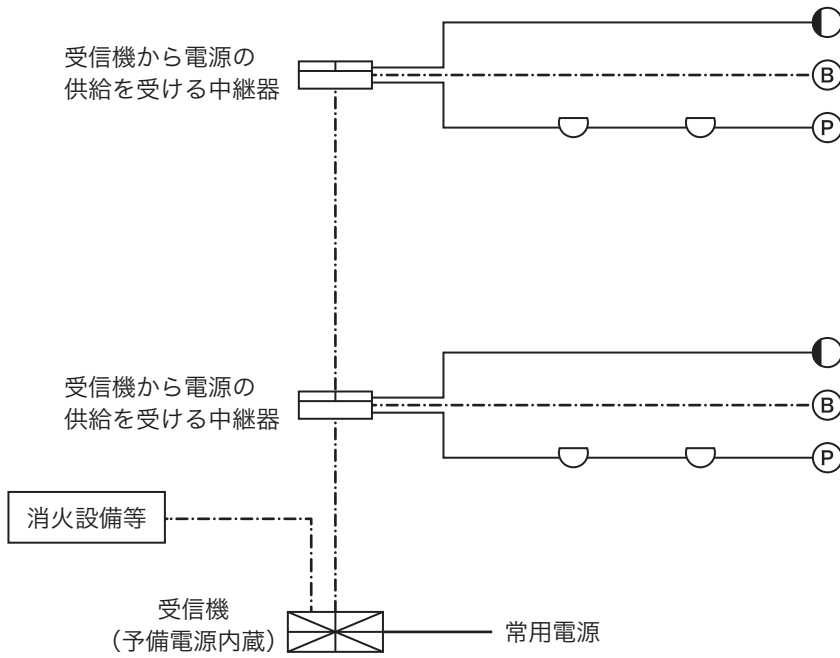 受信機から電源の
供給を受ける中継器
B
P
受信機から電源の
供給を受ける中継器
B
P
消火設備等
受信機
（予備電源内蔵）
常用電源